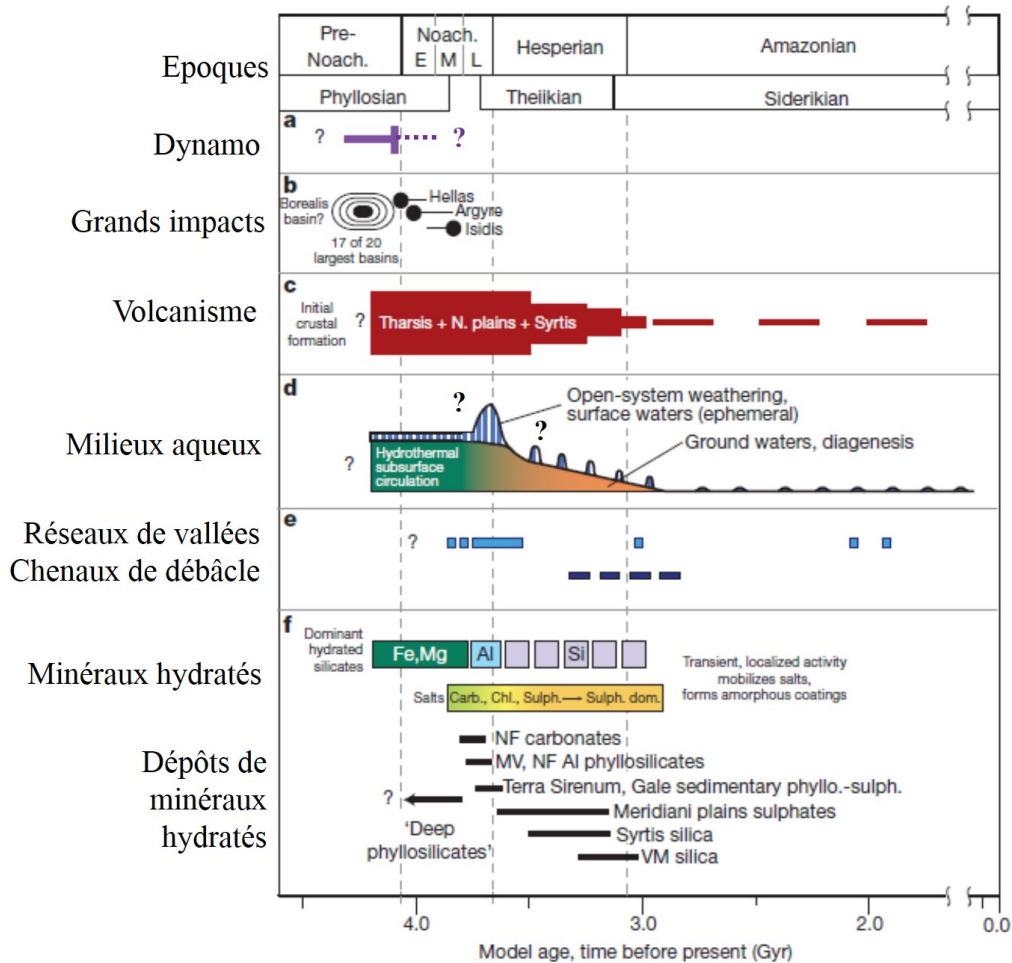 Pre-
Noach.
Noach.
E M L
Hesperian
Amazonian
Epoques
Phyllosian
Theiikian
Siderikian
a
Dynamo
?
?
b
Grands impacts
Borealis
basin?
Hellas
Argyre
Isidis
17 of 20
largest basins
c
Volcanisme
Initial
crustal
formation
?
Tharsis + N. plains + Syrtis
d
Milieux aqueux
?
?
?
Open-system weathering,
surface waters (ephemeral)
Ground waters, diagenesis
Hydrothermal
subsurface
circulation
e
Réseaux de vallées
Chenaux de débâcle
?
f
Minéraux hydratés
Dominant
hydrated
silicates
Fe,Mg
Al
Si
Transient, localized activity
mobilizes salts,
forms amorphous coatings
Salts
Carb., Chl., Sulph.→ Sulph. dom.
Dépôts de
minéraux
hydratés
NF carbonates
MV, NF Al phyllosilicates
Terra Sirenum, Gale sedimentary phyllo.-sulph.
?
Meridiani plains sulphates
'Deep
phyllosilicates'
Syrtis silica
VM silica
4.0
3.0
2.0
0.0
Model age, time before present (Gyr)